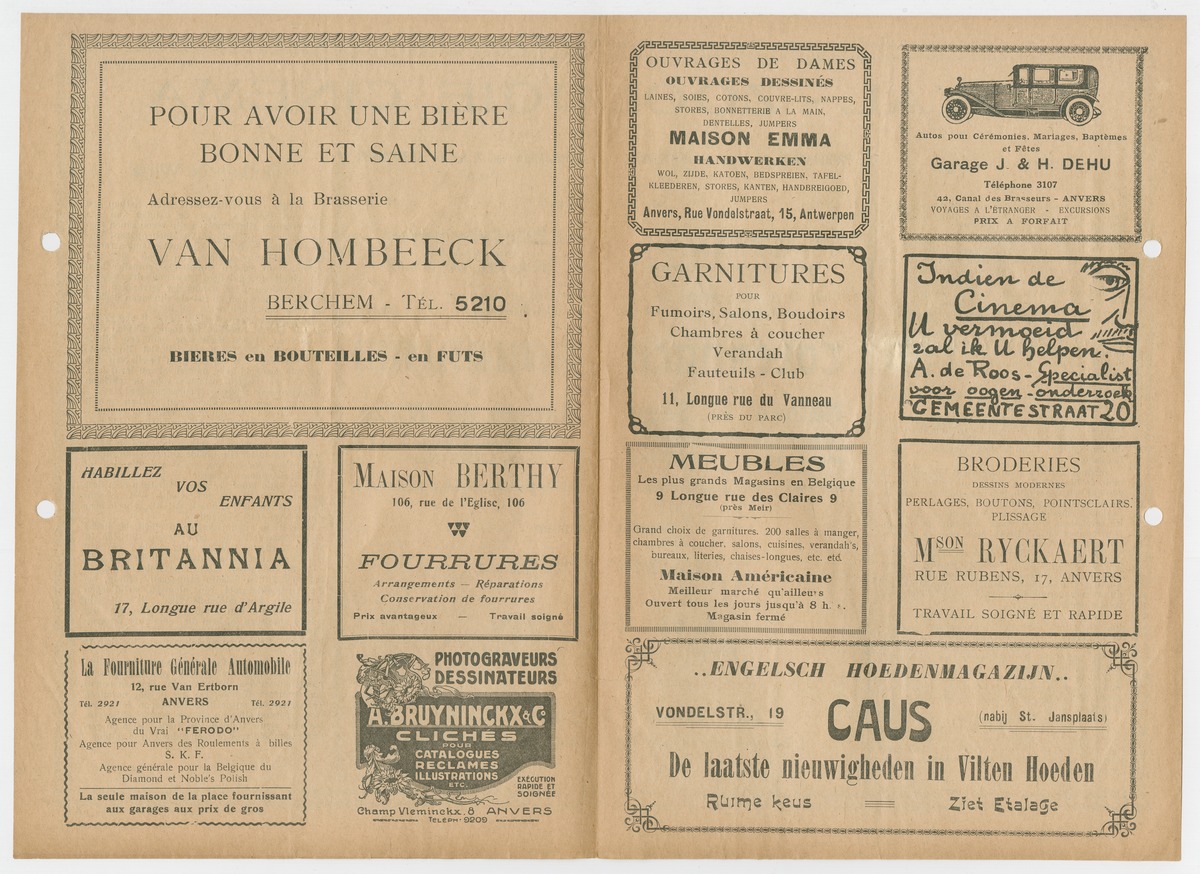 POUR AVOIR UNE BIÈRE
BONNE ET SAINE
Adressez-vous à la Brasserie
VAN HOMBEECK
BERCHEM - TÉL. 5210
BIERES en BOUTEILLES - en FUTS
HABILLEZ
VOS
ENFANTS
AU
BRITANNIA
17, Longue rue d'Argile
MAISON BERTHY
106, rue de l'Eglise, 106
FOURRURES
Arrangements — Réparations
Conservation de fourrures
Prix avantageux — Travail soigné
La Fourniture Générale Automobile
12, rue Van Ertborn
Tél. 2921 ANVERS Tél. 2921
Agence pour la Province d'Anvers
du Vrai "FERODO"
Agence pour Anvers des Roulements à billes
S. K. F.
Agence générale pour la Belgique du
Diamond et Noble's Polish
La seule maison de la place fournissant
aux garages aux prix de gros
PHOTOGRAVEURS
DESSINATEURS
A. BRUYNINCKX & Co
CLICHÉS
POUR
CATALOGUES
RECLAMES
ILLUSTRATIONS
ETC.
EXÉCUTION
RAPIDE ET
SOIGNÉE
Champ Vleminckx. 8 ANVERS
TELEPH · 9209
OUVRAGES DE DAMES
OUVRAGES DESSINÉS
LAINES, SOIES, COTONS, COUVRE-LITS, NAPPES,
STORES, BONNETTERIE A LA MAIN,
DENTELLES, JUMPERS
MAISON EMMA
HANDWERKEN
WOL, ZIJDE, KATOEN, BEDSPREIEN, TAFEL-
KLEEDEREN, STORES, KANTEN, HANDBREIGOED,
JUMPERS
Anvers, Rue Vondelstraat, 15, Antwerpen
Autos pour Cérémonies, Mariages, Baptêmes
et Fêtes
Garage J. & H. DEHU
Téléphone 3107
42, Canal des Brasseurs - ANVERS
VOYAGES A L'ÉTRANGER - EXCURSIONS
PRIX A FORFAIT
GARNITURES
POUR
Fumoirs, Salons, Boudoirs
Chambres à coucher
Verandah
Fauteuils - Club
11, Longue rue du Vanneau
(PRÈS DU PARC)
Indien de
Cinema
U vermoeid
zal ik U helpen.
A. de Roos - Specialist
voor oogen - onderzoek
GEMEENTESTRAAT 20
MEUBLES
Les plus grands Magasins en Belgique
9 Longue rue des Claires 9
(près Meir)
Grand choix de garnitures. 200 salles à manger,
chambres à coucher, salons, cuisines, verandah's,
bureaux, literies, chaises-longues, etc. etd.
Maison Américaine
Meilleur marché qu'ailleurs
Ouvert tous les jours jusqu'à 8 h.
Magasin fermé
BRODERIES
DESSINS MODERNES
PERLAGES, BOUTONS, POINTSCLAIRS.
PLISSAGE
MSON RYCKAERT
RUE RUBENS, 17, ANVERS
TRAVAIL SOIGNÉ ET RAPIDE
..ENGELSCH HOEDENMAGAZIJN..
VONDELSTR., 19 CAUS (nabij St. Jansplaats)
De laatste nieuwigheden in Vilten Hoeden
Ruime keus Ziet Etalage